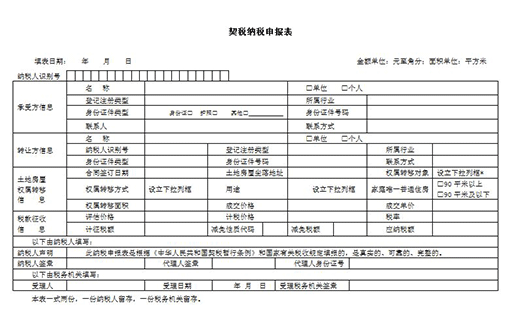 契税纳税申报表
填表日期： 年 月 日 金额单位：元至角分；面积单位：平方米
纳税人识别号
承受方信息 名 称 □单位 □个人
登记注册类型 所属行业
身份证件类型 身份证□ 护照□ 其他□ 身份证件号码
联系人 联系方式
转让方信息 名 称 □单位 □个人
纳税人识别号 登记注册类型 所属行业
身份证件类型 身份证件号码 联系方式
土地房屋权属转移信息 合同签订日期 土地房屋坐落地址 权属转移对象 设立下拉列框*
权属转移方式 设立下拉列框 用途 设立下拉列框 家庭唯一普通住房 □90 平米以上
□90 平米及以下
权属转移面积 成交价格 成交单价
税款征收信息 评估价格 计税价格 税率
计征税额 减免性质代码 减免税额 应纳税额
以下由纳税人填写：
纳税人声明 此纳税申报表是根据《中华人民共和国契税暂行条例》和国家有关税收规定填报的，是真实的、可靠的、完整的。
纳税人签章 代理人签章 代理人身份证号
以下由税务机关填写：
受理人 受理日期 年 月 日 受理税务机关签章
本表一式两份，一份纳税人留存，一份税务机关留存。